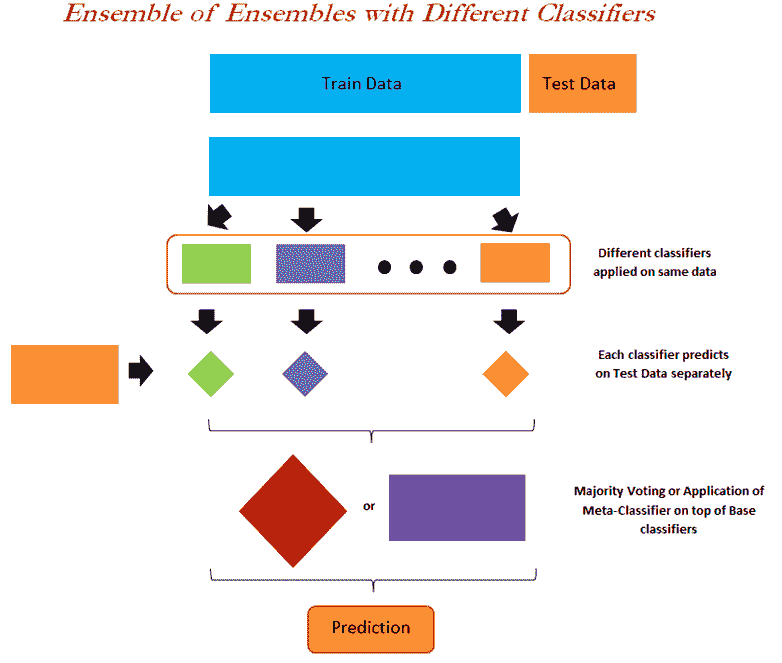 Ensemble of Ensembles with Different Classifiers
Train Data
Test Data
Different classifiers
applied on same data
Each classifier predicts
on Test Data separately
or
Majority Voting or Application of
Meta-Classifier on top of Base
classifiers
Prediction